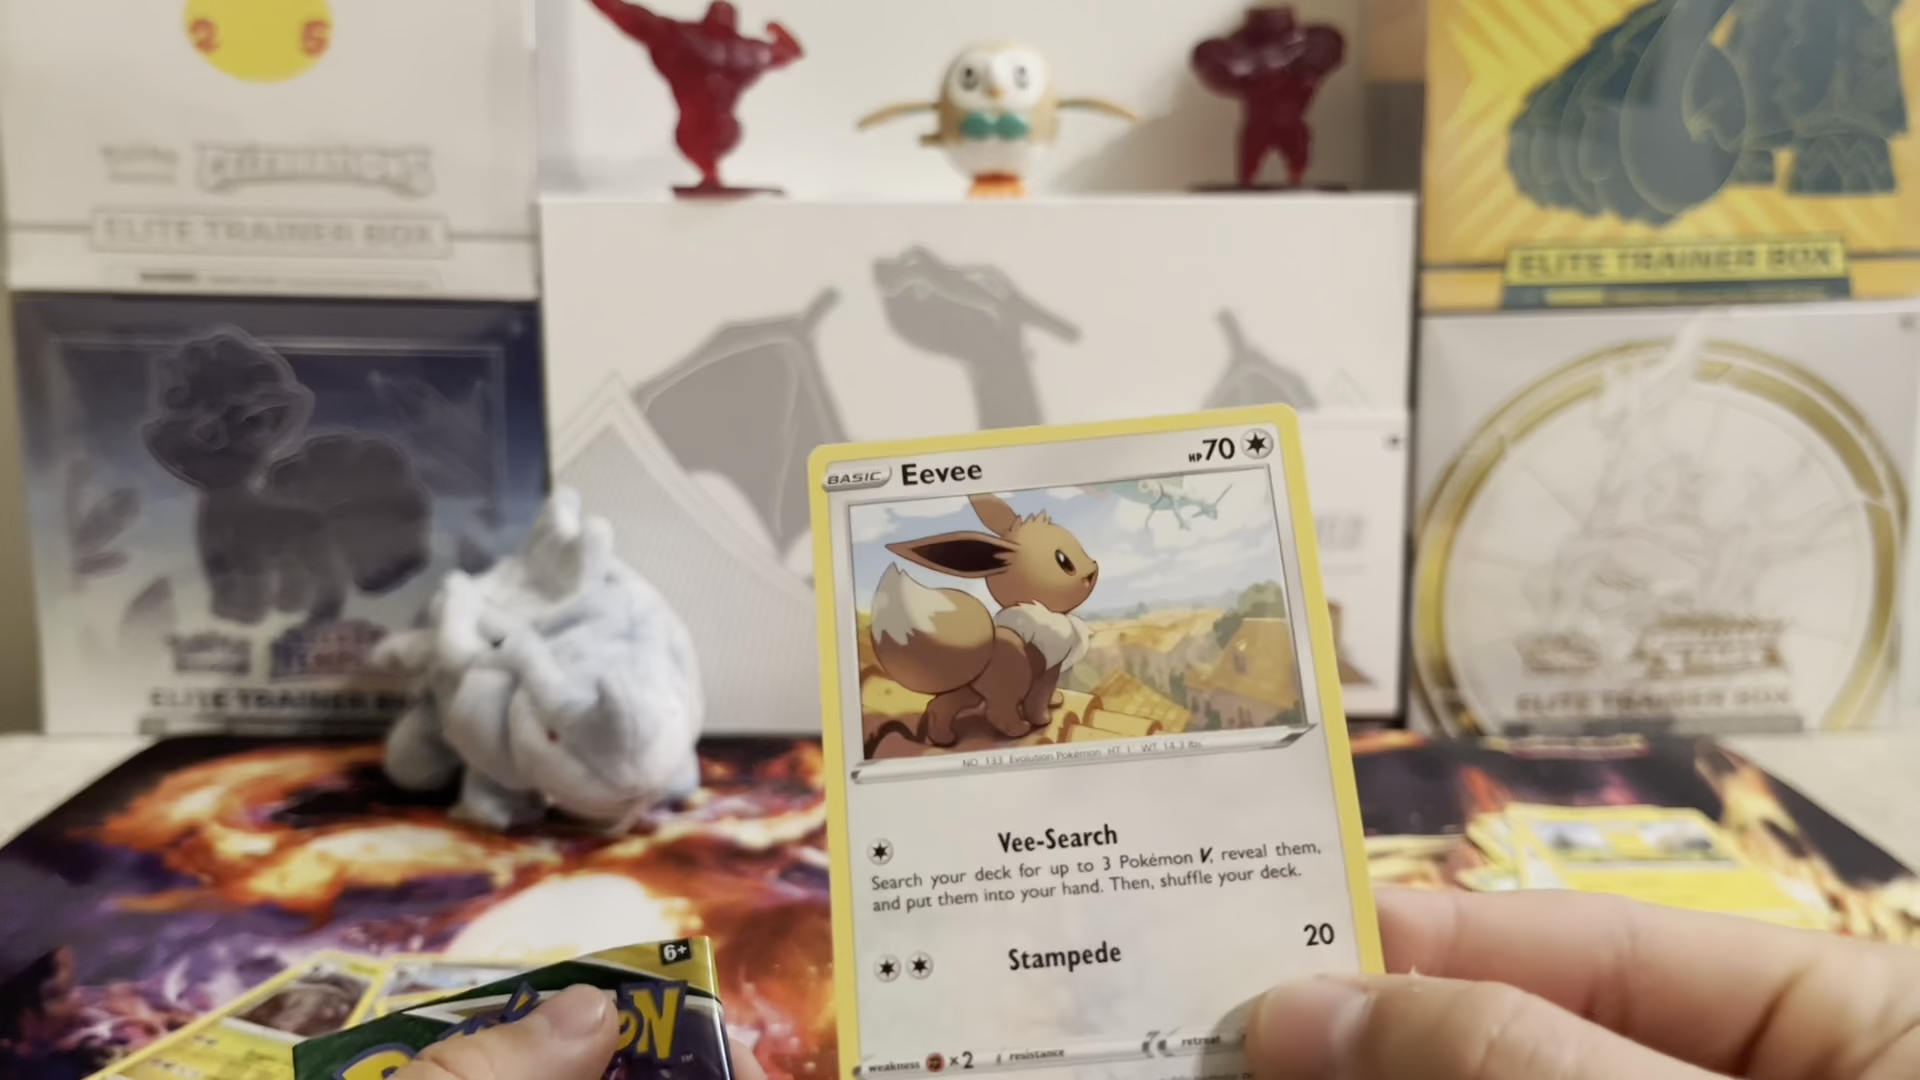 2 5
ELITE TRAINER BOX
ELITE TRAINER BOX
ELITE TRAINER
ELITE TRAINER BOX
BASIC Eevee HP 70
NO. 133 Evolution Pokémon HT 1' WT 14.3 lbs
Vee-Search
Search your deck for up to 3 Pokémon V, reveal them,
and put them into your hand. Then, shuffle your deck.
Stampede 20
weakness ×2 resistance retreat
6+